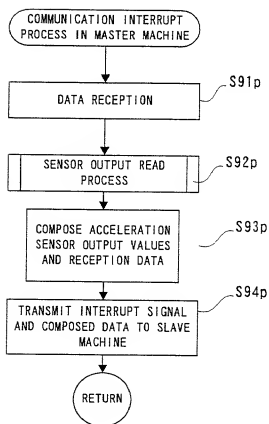 COMMUNICATION INTERRUPT
PROCESS IN MASTER MACHINE
S91p
DATA RECEPTION
S92p
SENSOR OUTPUT READ
PROCESS
COMPOSE ACCELERATION
SENSOR OUTPUT VALUES
AND RECEPTION DATA
S93p
S94p
TRANSMIT INTERRUPT SIGNAL
AND COMPOSED DATA TO SLAVE
MACHINE
RETURN